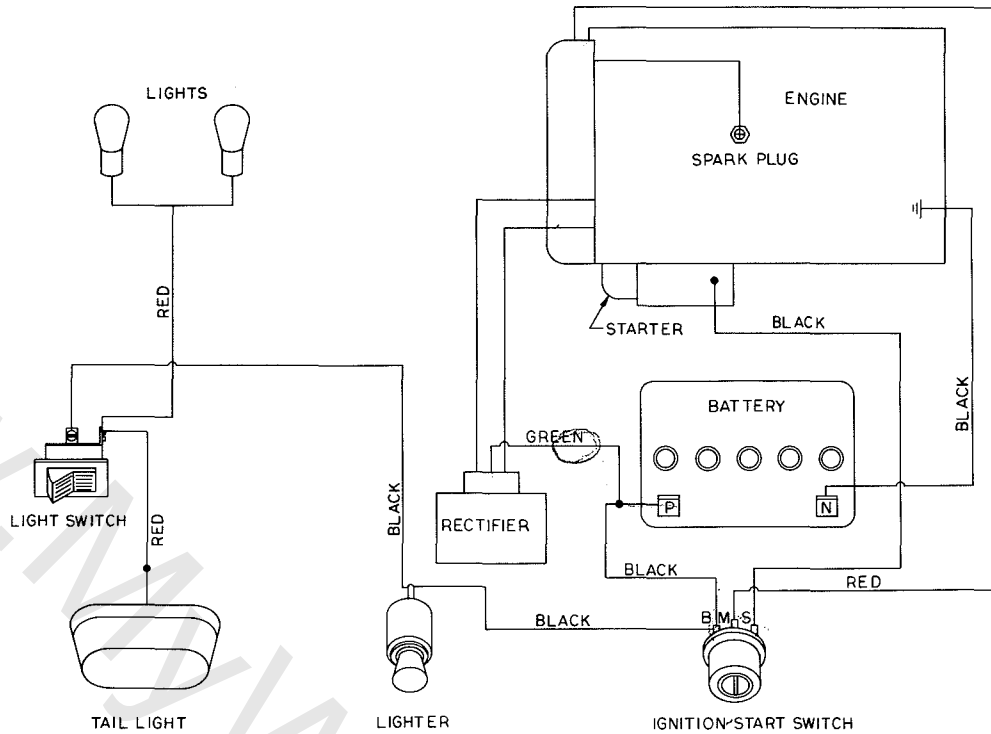 LIGHTS
ENGINE
SPARK PLUG
RED
STARTER
BLACK
BLACK
BATTERY
GREEN
P
N
LIGHT SWITCH
RED
BLACK
RECTIFIER
BLACK
RED
B M S
BLACK
TAIL LIGHT
LIGHTER
IGNITION-START SWITCH